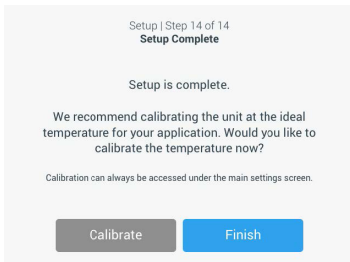 Setup | Step 14 of 14
Setup Complete
Setup is complete.
We recommend calibrating the unit at the ideal
temperature for your application. Would you like to
calibrate the temperature now?
Calibration can always be accessed under the main settings screen.
Calibrate
Finish